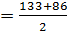 = 133+86 / 2